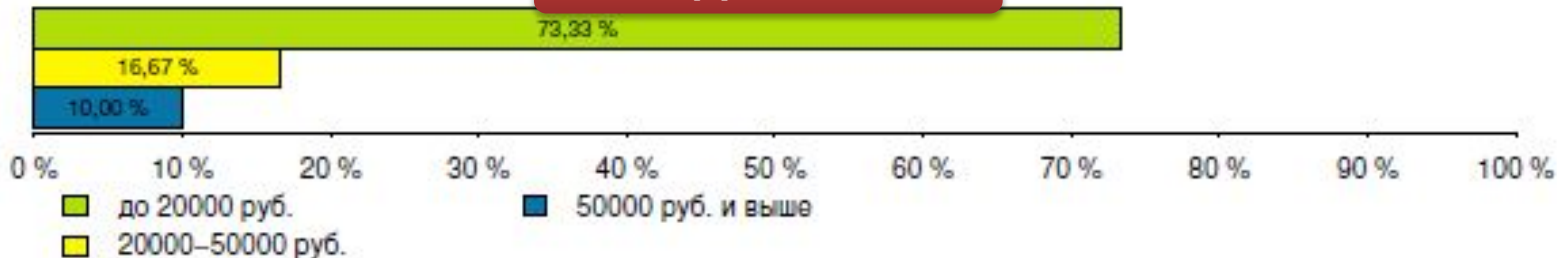 73,33 %
16,67 %
10,00 %
0 % 10 % 20 % 30 % 40 % 50 % 60 % 70 % 80 % 90 % 100 %
до 20000 руб. 50000 руб. и выше
20000–50000 руб.